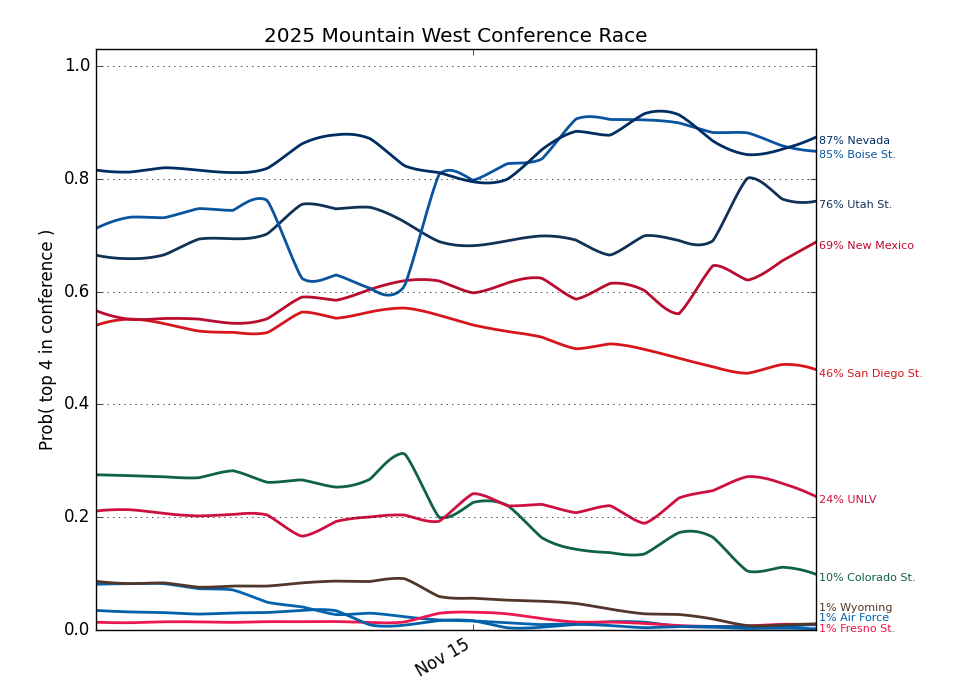 2025 Mountain West Conference Race
Prob( top 4 in conference )
1.0
0.8
0.6
0.4
0.2
0.0
Nov 15
87% Nevada
85% Boise St.
76% Utah St.
69% New Mexico
46% San Diego St.
24% UNLV
10% Colorado St.
1% Wyoming
1% Air Force
1% Fresno St.